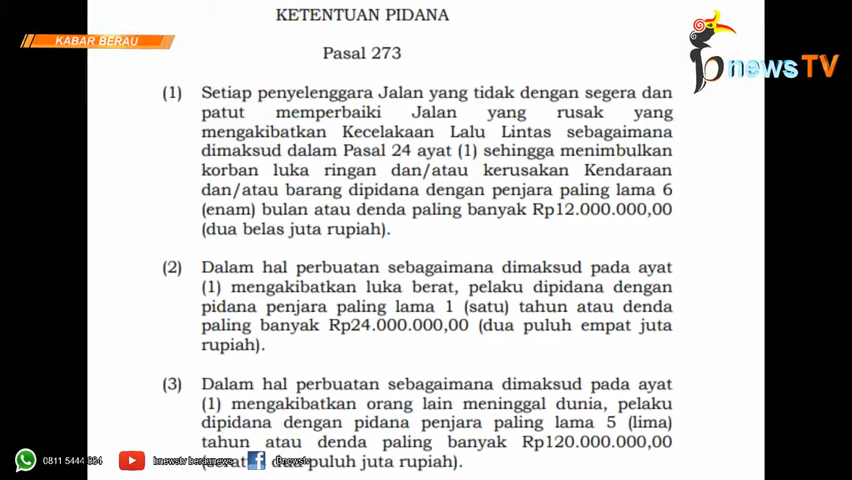 KETENTUAN PIDANA
KABAR BERAU
bnewsTV
Pasal 273
(1) Setiap penyelenggara Jalan yang tidak dengan segera dan
patut memperbaiki Jalan yang rusak yang
mengakibatkan Kecelakaan Lalu Lintas sebagaimana
dimaksud dalam Pasal 24 ayat (1) sehingga menimbulkan
korban luka ringan dan/atau kerusakan Kendaraan
dan/atau barang dipidana dengan penjara paling lama 6
(enam) bulan atau denda paling banyak Rp12.000.000,00
(dua belas juta rupiah).
(2) Dalam hal perbuatan sebagaimana dimaksud pada ayat
(1) mengakibatkan luka berat, pelaku dipidana dengan
pidana penjara paling lama 1 (satu) tahun atau denda
paling banyak Rp24.000.000,00 (dua puluh empat juta
rupiah).
(3) Dalam hal perbuatan sebagaimana dimaksud pada ayat
(1) mengakibatkan orang lain meninggal dunia, pelaku
dipidana dengan pidana penjara paling lama 5 (lima)
tahun atau denda paling banyak Rp120.000.000,00
puluh juta rupiah).
0811 5444
bnewstv